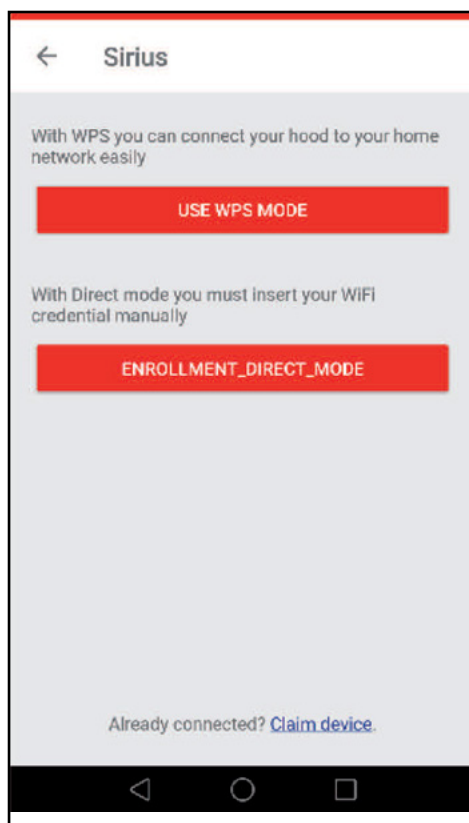 Sirius
With WPS you can connect your hood to your home
network easily
USE WPS MODE
With Direct mode you must insert your WiFi
credential manually
ENROLLMENT_DIRECT_MODE
Already connected? Claim device.